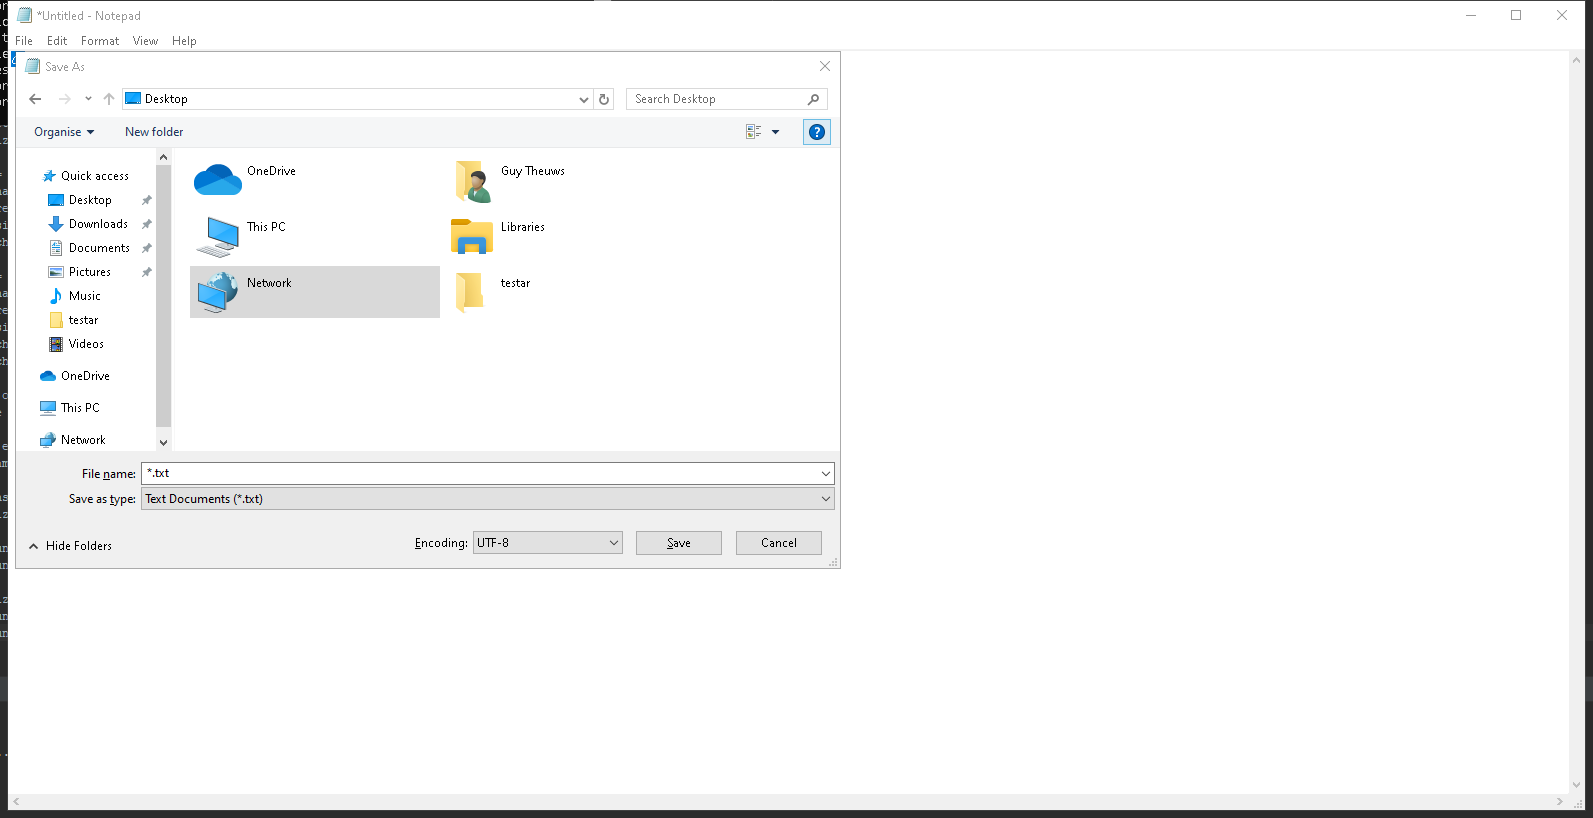 *Untitled - Notepad
File Edit Format View Help
Save As
Desktop
Search Desktop
Organise
New folder
?
Quick access
Desktop
Downloads
Documents
Pictures
Music
testar
Videos
OneDrive
This PC
Network
OneDrive
Guy Theuws
This PC
Libraries
Network
testar
File name: *.txt
Save as type: Text Documents (*.txt)
Hide Folders
Encoding: UTF-8
Save
Cancel